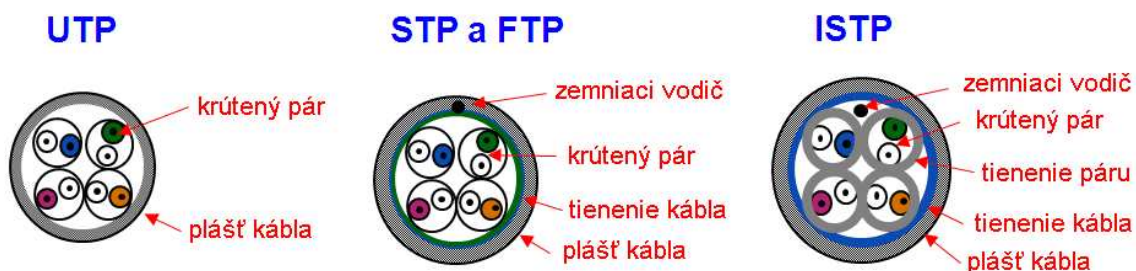 UTP
krútený pár
plášť kábla
STP a FTP
zemniaci vodič
krútený pár
tienenie kábla
plášť kábla
ISTP
zemniaci vodič
krútený pár
tienenie páru
tienenie kábla
plášť kábla